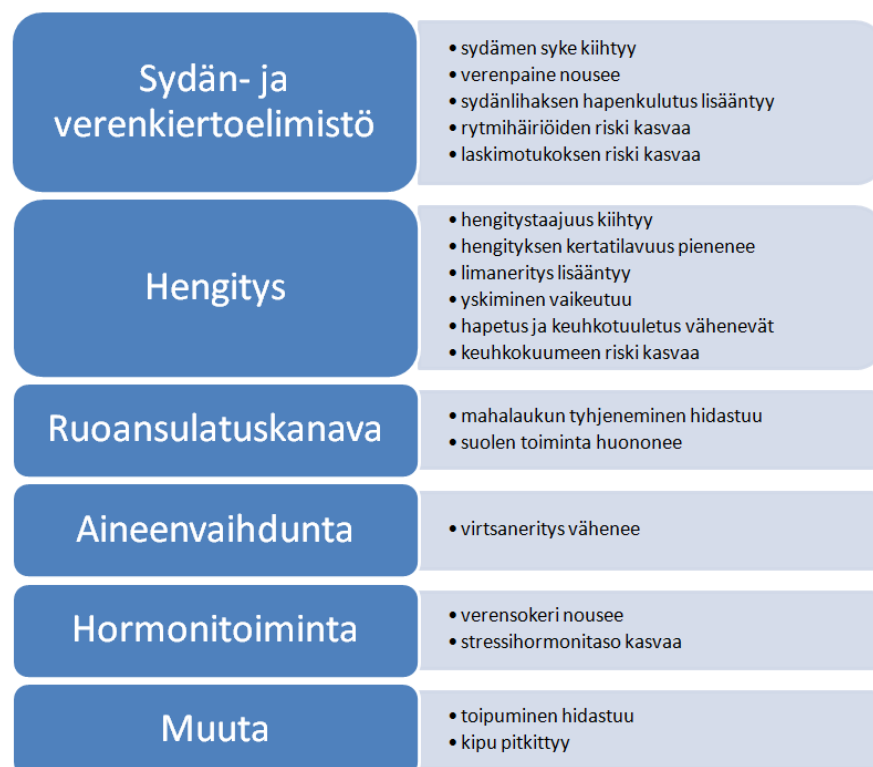 Sydän- ja
verenkiertoelimistö
• sydämen syke kiihtyy
• verenpaine nousee
• sydänlihaksen hapenkulutus lisääntyy
• rytmihäiriöiden riski kasvaa
• laskimotukoksen riski kasvaa
Hengitys
• hengitystaajuus kiihtyy
• hengityksen kertatilavuus pienenee
• limaneritys lisääntyy
• yskiminen vaikeutuu
• hapetus ja keuhkotuuletus vähenevät
• keuhkokuumeen riski kasvaa
Ruoansulatuskanava
• mahalaukun tyhjeneminen hidastuu
• suolen toiminta huononee
Aineenvaihdunta
• virtsaneritys vähenee
Hormonitoiminta
• verensokeri nousee
• stressihormonitaso kasvaa
Muuta
• toipuminen hidastuu
• kipu pitkittyy